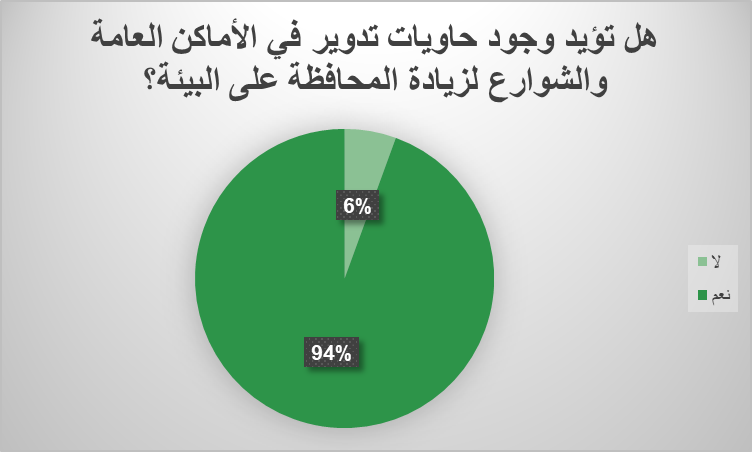 هل تؤيد وجود حاويات تدوير في الأماكن العامة
والشوارع لزيادة المحافظة على البيئة؟
6%
94%
لا
نعم